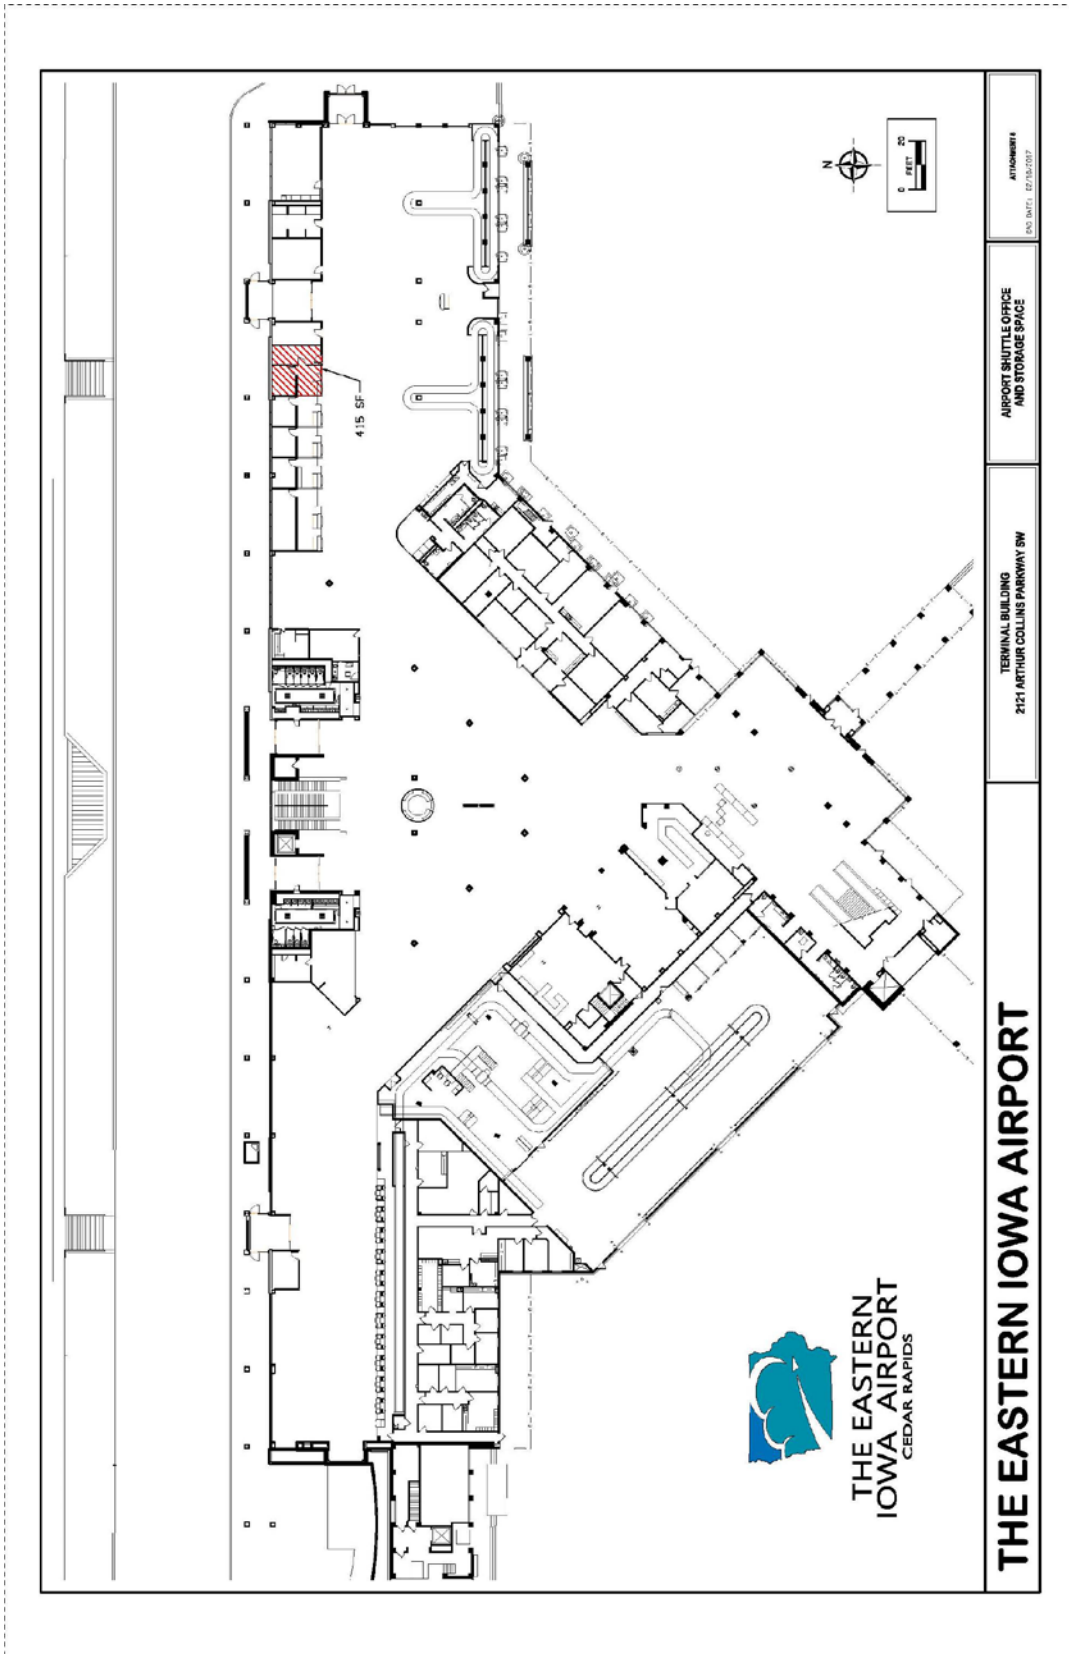 N
0 20
FEET
415 SF
THE EASTERN
IOWA AIRPORT
CEDAR RAPIDS
THE EASTERN IOWA AIRPORT
TERMINAL BUILDING
2121 ARTHUR COLLINS PARKWAY SW
AIRPORT SHUTTLE OFFICE
AND STORAGE SPACE